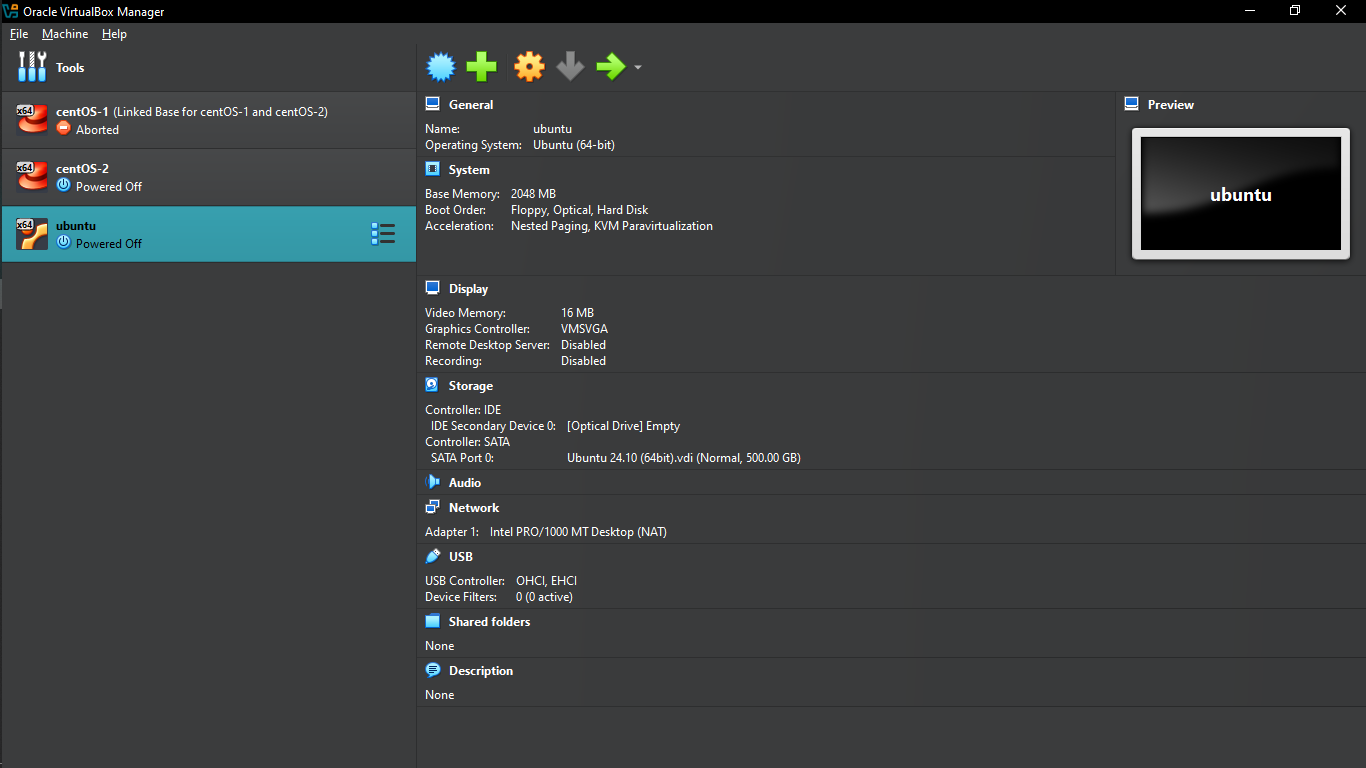 Oracle VirtualBox Manager
File Machine Help
Tools
x64
centOS-1 (Linked Base for centOS-1 and centOS-2)
Aborted
x64
centOS-2
Powered Off
x64
ubuntu
Powered Off
General
Name: ubuntu
Operating System: Ubuntu (64-bit)
System
Base Memory: 2048 MB
Boot Order: Floppy, Optical, Hard Disk
Acceleration: Nested Paging, KVM Paravirtualization
Preview
ubuntu
Display
Video Memory: 16 MB
Graphics Controller: VMSVGA
Remote Desktop Server: Disabled
Recording: Disabled
Storage
Controller: IDE
IDE Secondary Device 0: [Optical Drive] Empty
Controller: SATA
SATA Port 0: Ubuntu 24.10 (64bit).vdi (Normal, 500.00 GB)
Audio
Network
Adapter 1: Intel PRO/1000 MT Desktop (NAT)
USB
USB Controller: OHCI, EHCI
Device Filters: 0 (0 active)
Shared folders
None
Description
None